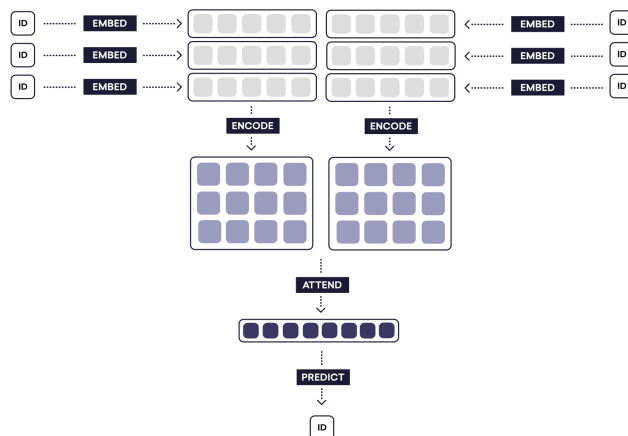 ID EMBED EMBED ID
ID EMBED EMBED ID
ID EMBED EMBED ID
ENCODE ENCODE
ATTEND
PREDICT
ID